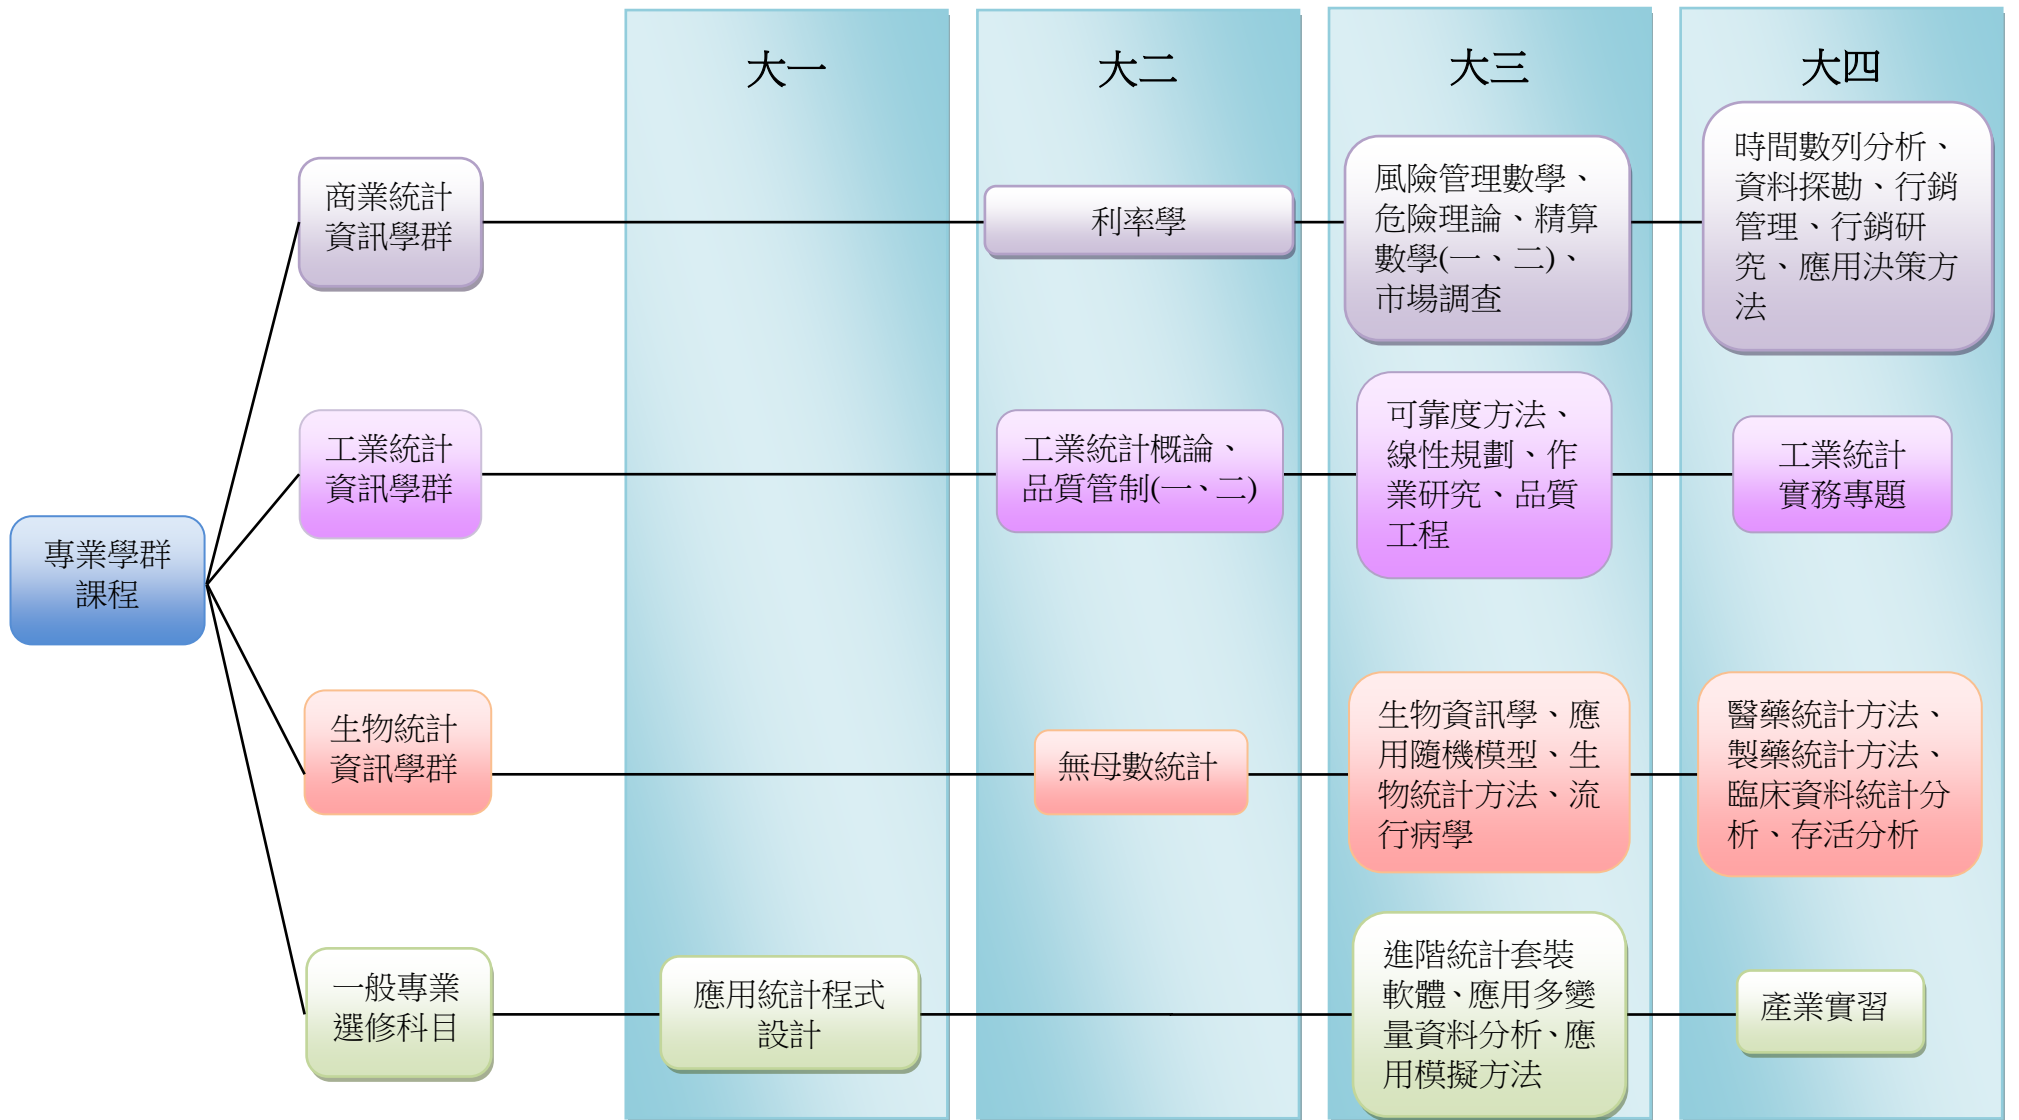 大一
大二
大三
大四
專業學群
課程
商業統計
資訊學群
利率學
風險管理數學、
危險理論、精算
數學(一、二)、
市場調查
時間數列分析、
資料探勘、行銷
管理、行銷研
究、應用決策方
法
工業統計
資訊學群
工業統計概論、
品質管制(一、二)
可靠度方法、
線性規劃、作
業研究、品質
工程
工業統計
實務專題
生物統計
資訊學群
無母數統計
生物資訊學、應
用隨機模型、生
物統計方法、流
行病學
醫藥統計方法、
製藥統計方法、
臨床資料統計分
析、存活分析
一般專業
選修科目
應用統計程式
設計
進階統計套裝
軟體、應用多變
量資料分析、應
用模擬方法
產業實習